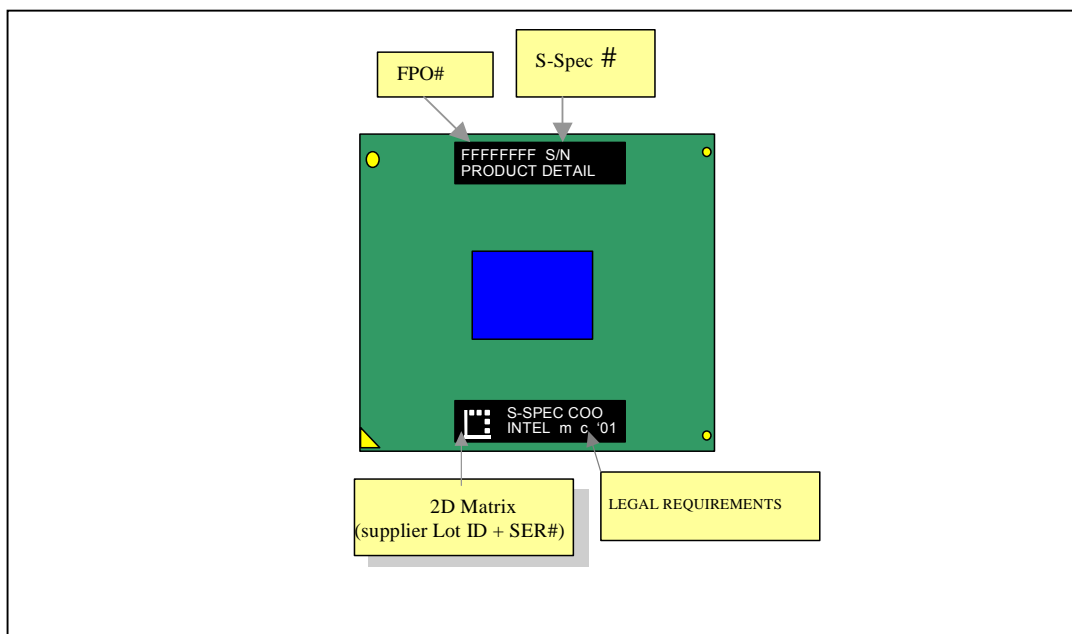 FPO#
S-Spec #
FFFFFFFF S/N
PRODUCT DETAIL
S-SPEC COO
INTEL m c '01
2D Matrix
(supplier Lot ID + SER#)
LEGAL REQUIREMENTS